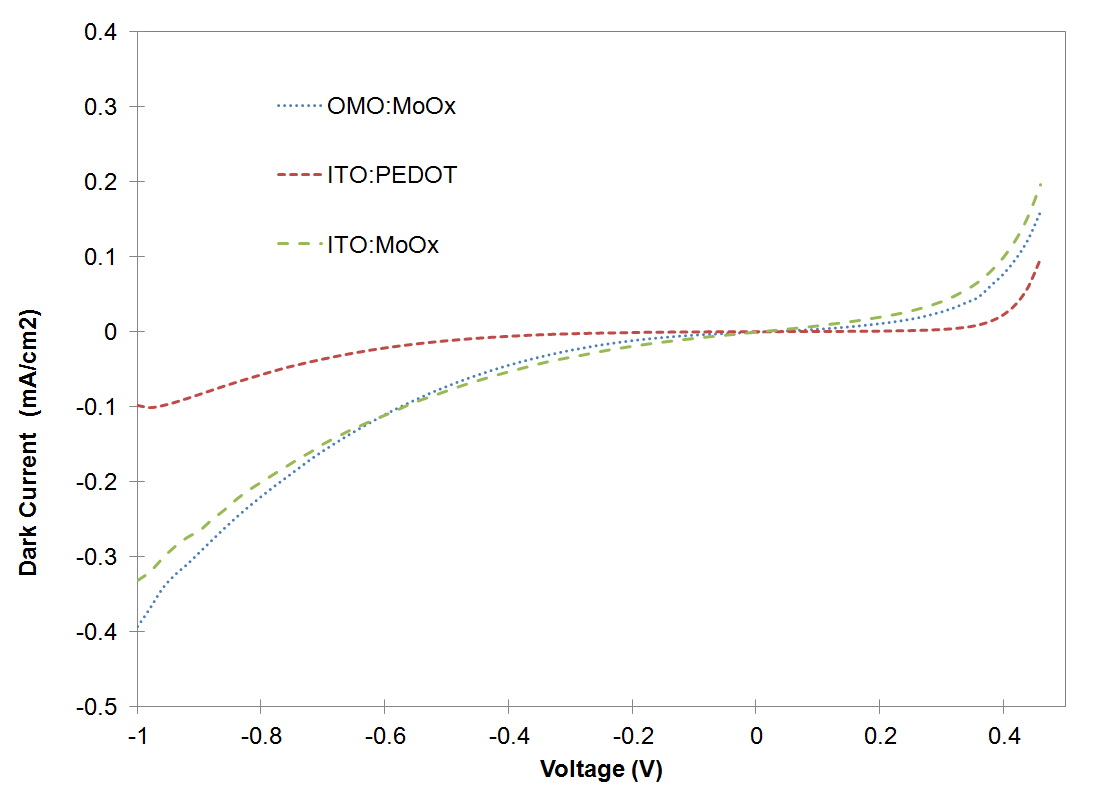 0.4
0.3
0.2
0.1
0
-0.1
-0.2
-0.3
-0.4
-0.5
Dark Current (mA/cm2)
OMO:MoOx
ITO:PEDOT
ITO:MoOx
-1 -0.8 -0.6 -0.4 -0.2 0 0.2 0.4
Voltage (V)